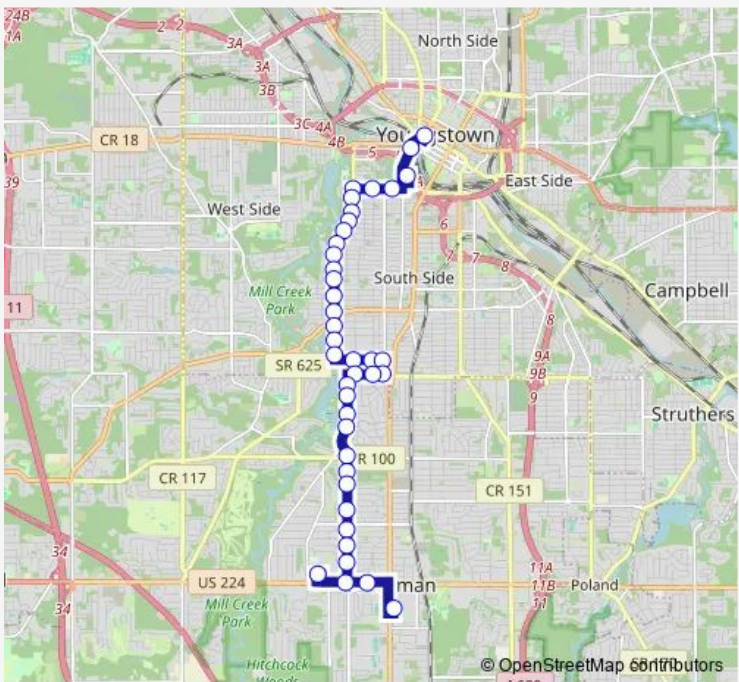 24B
1A
2
2
3A
North Side
3A
3B
3C
4A
4B
Youngstown
CR 18
5
39
East Side
West Side
6
7
7
8
South Side
Mill Creek
Park
Campbell
11
8
SR 625
9A
9B
9
Struthers
R 100
CR 117
CR 151
34
11A
US 224
man
11B
Poland
34
11
Mill Creek
Park
Hitchcock
Woods
© OpenStreetMap contributors